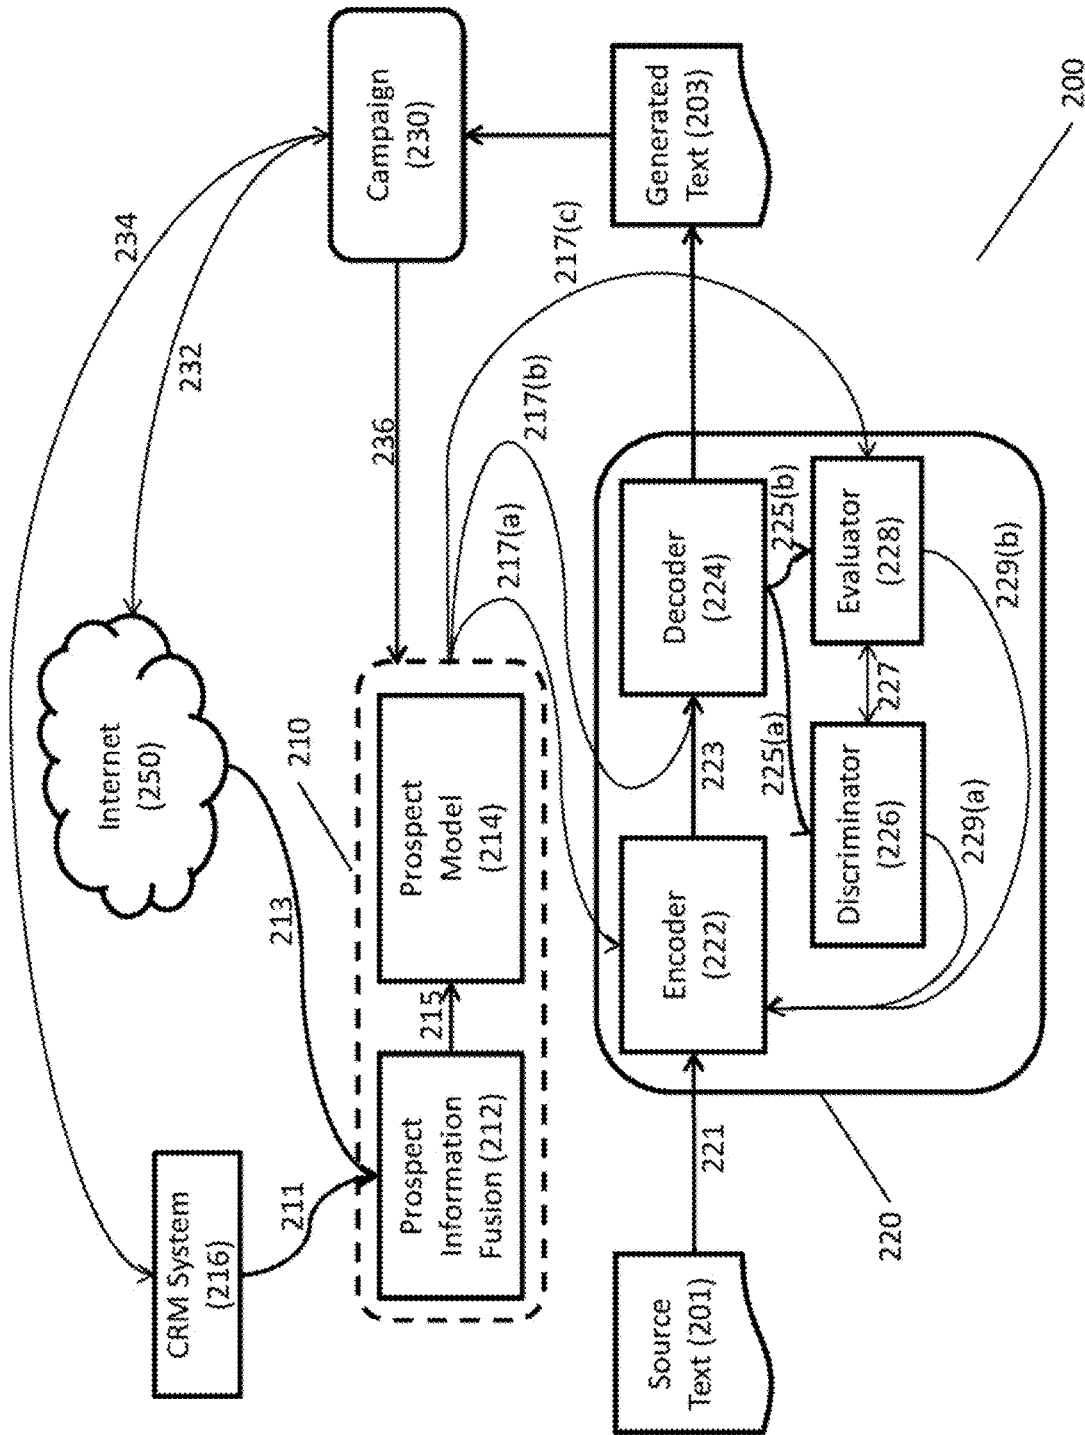 234
Internet
(250)
CRM System
(216)
232
213
211
210
Campaign
(230)
236
Prospect
Information
Fusion (212)
215
Prospect
Model
(214)
217(a)
217(b)
217(c)
Source
Text (201)
221
Encoder
(222)
223
Decoder
(224)
Generated
Text (203)
225(a)
225(b)
Discriminator
(226)
227
Evaluator
(228)
229(a)
229(b)
220
200